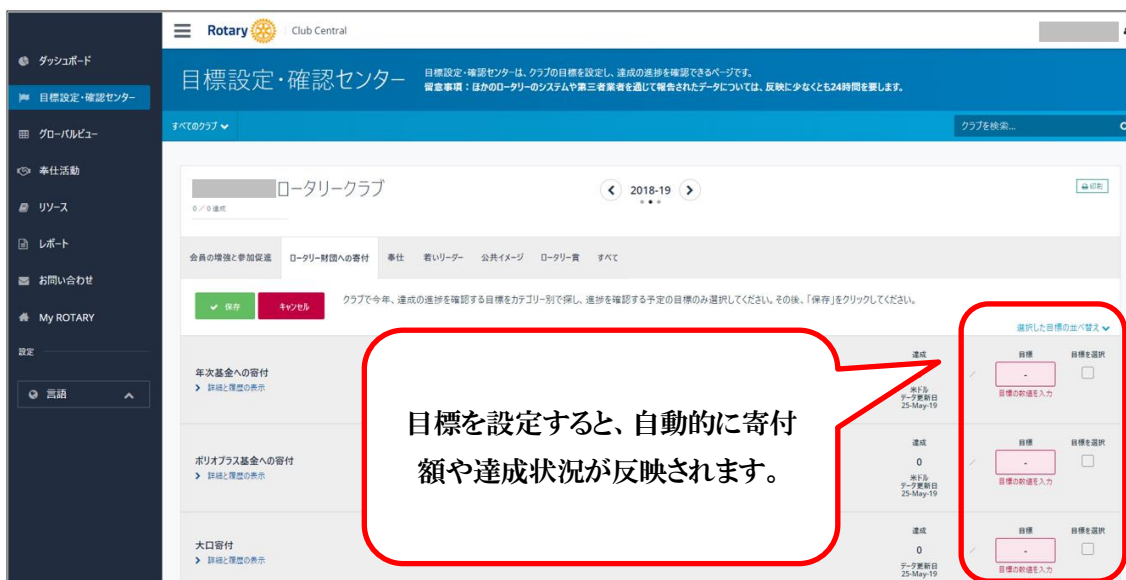 Rotary Club Central
ダッシュボード
目標設定・確認センター
グローバルビュー
奉仕活動
リソース
レポート
お問い合わせ
My ROTARY
設定
言語
目標設定・確認センター
目標設定・確認センターは、クラブの目標を設定し、達成の進捗を確認できるページです。
留意事項：ほかのロータリーのシステムや第三者業者を通じて報告されたデータについては、反映に少なくとも24時間を要します。
すべてのクラブ
クラブを検索...
ロータリークラブ
0／0 達成
2018-19
印刷
会員の増強と参加促進 ロータリー財団への寄付 奉仕 若いリーダー 公共イメージ ロータリー賞 すべて
保存 キャンセル
クラブで今年、達成の進捗を確認する目標をカテゴリー別で探し、進捗を確認する予定の目標のみ選択してください。その後、「保存」をクリックしてください。
選択した目標の並べ替え
年次基金への寄付
詳細と履歴の表示
達成
米ドル
データ更新日
25-May-19
/
目標
-
目標の数値を入力
目標を選択
ポリオプラス基金への寄付
詳細と履歴の表示
達成
0
米ドル
データ更新日
25-May-19
/
目標
-
目標の数値を入力
目標を選択
大口寄付
詳細と履歴の表示
達成
0
データ更新日
25-May-19
/
目標
-
目標の数値を入力
目標を選択
目標を設定すると、自動的に寄付
額や達成状況が反映されます。